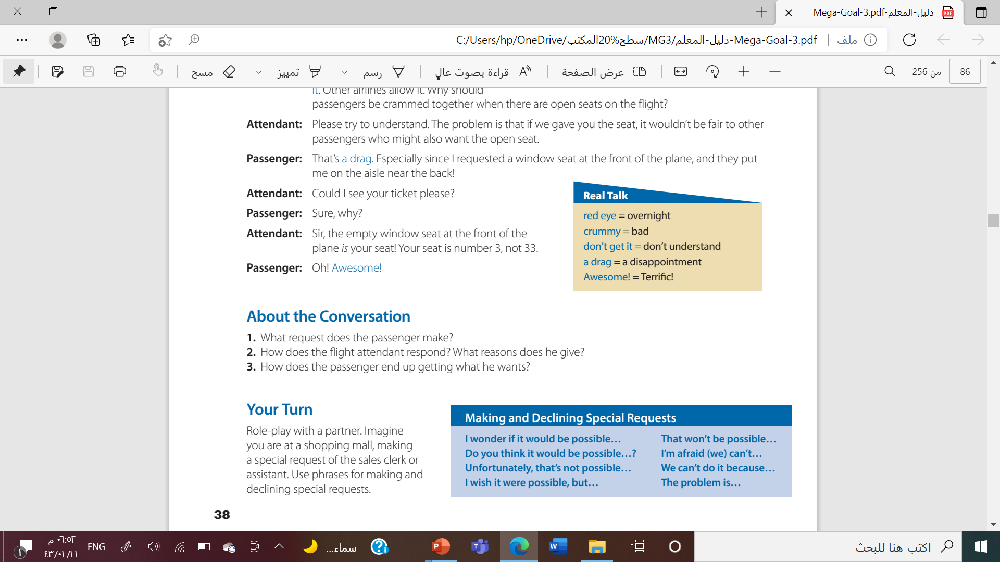 دليل-المعلم-Mega-Goal-3.pdf
ملف
C:/Users/hp/OneDrive/سطح%20المكتب/MG3/دليل-المعلم-Mega-Goal-3.pdf
86 من 256
عرض الصفحة
قراءة بصوت عالٍ
رسم
تمييز
مسح
it. Other airlines allow it. Why should
passengers be crammed together when there are open seats on the flight?
Attendant: Please try to understand. The problem is that if we gave you the seat, it wouldn't be fair to other
passengers who might also want the open seat.
Passenger: That's a drag. Especially since I requested a window seat at the front of the plane, and they put
me on the aisle near the back!
Attendant: Could I see your ticket please?
Passenger: Sure, why?
Attendant: Sir, the empty window seat at the front of the
plane is your seat! Your seat is number 3, not 33.
Passenger: Oh! Awesome!
Real Talk
red eye = overnight
crummy = bad
don't get it = don't understand
a drag = a disappointment
Awesome! = Terrific!
About the Conversation
1. What request does the passenger make?
2. How does the flight attendant respond? What reasons does he give?
3. How does the passenger end up getting what he wants?
Your Turn
Role-play with a partner. Imagine
you are at a shopping mall, making
a special request of the sales clerk or
assistant. Use phrases for making and
declining special requests.
Making and Declining Special Requests
I wonder if it would be possible…
Do you think it would be possible…?
Unfortunately, that's not possible…
I wish it were possible, but…
That won't be possible…
I'm afraid (we) can't…
We can't do it because…
The problem is…
38
اكتب هنا للبحث
سماء...
ENG
٠٦:٥٢ م
٤٣/٠٢/٢٢
١